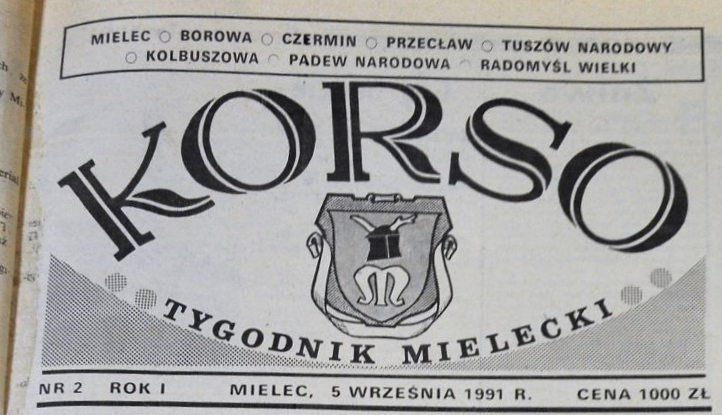 MIELEC ○ BOROWA ○ CZERMIN ○ PRZECŁAW ○ TUSZÓW NARODOWY
○ KOLBUSZOWA ○ PADEW NARODOWA ○ RADOMYŚL WIELKI
KORSO
TYGODNIK MIELECKI
NR 2 ROK I MIELEC, 5 WRZEŚNIA 1991 R. CENA 1000 ZŁ